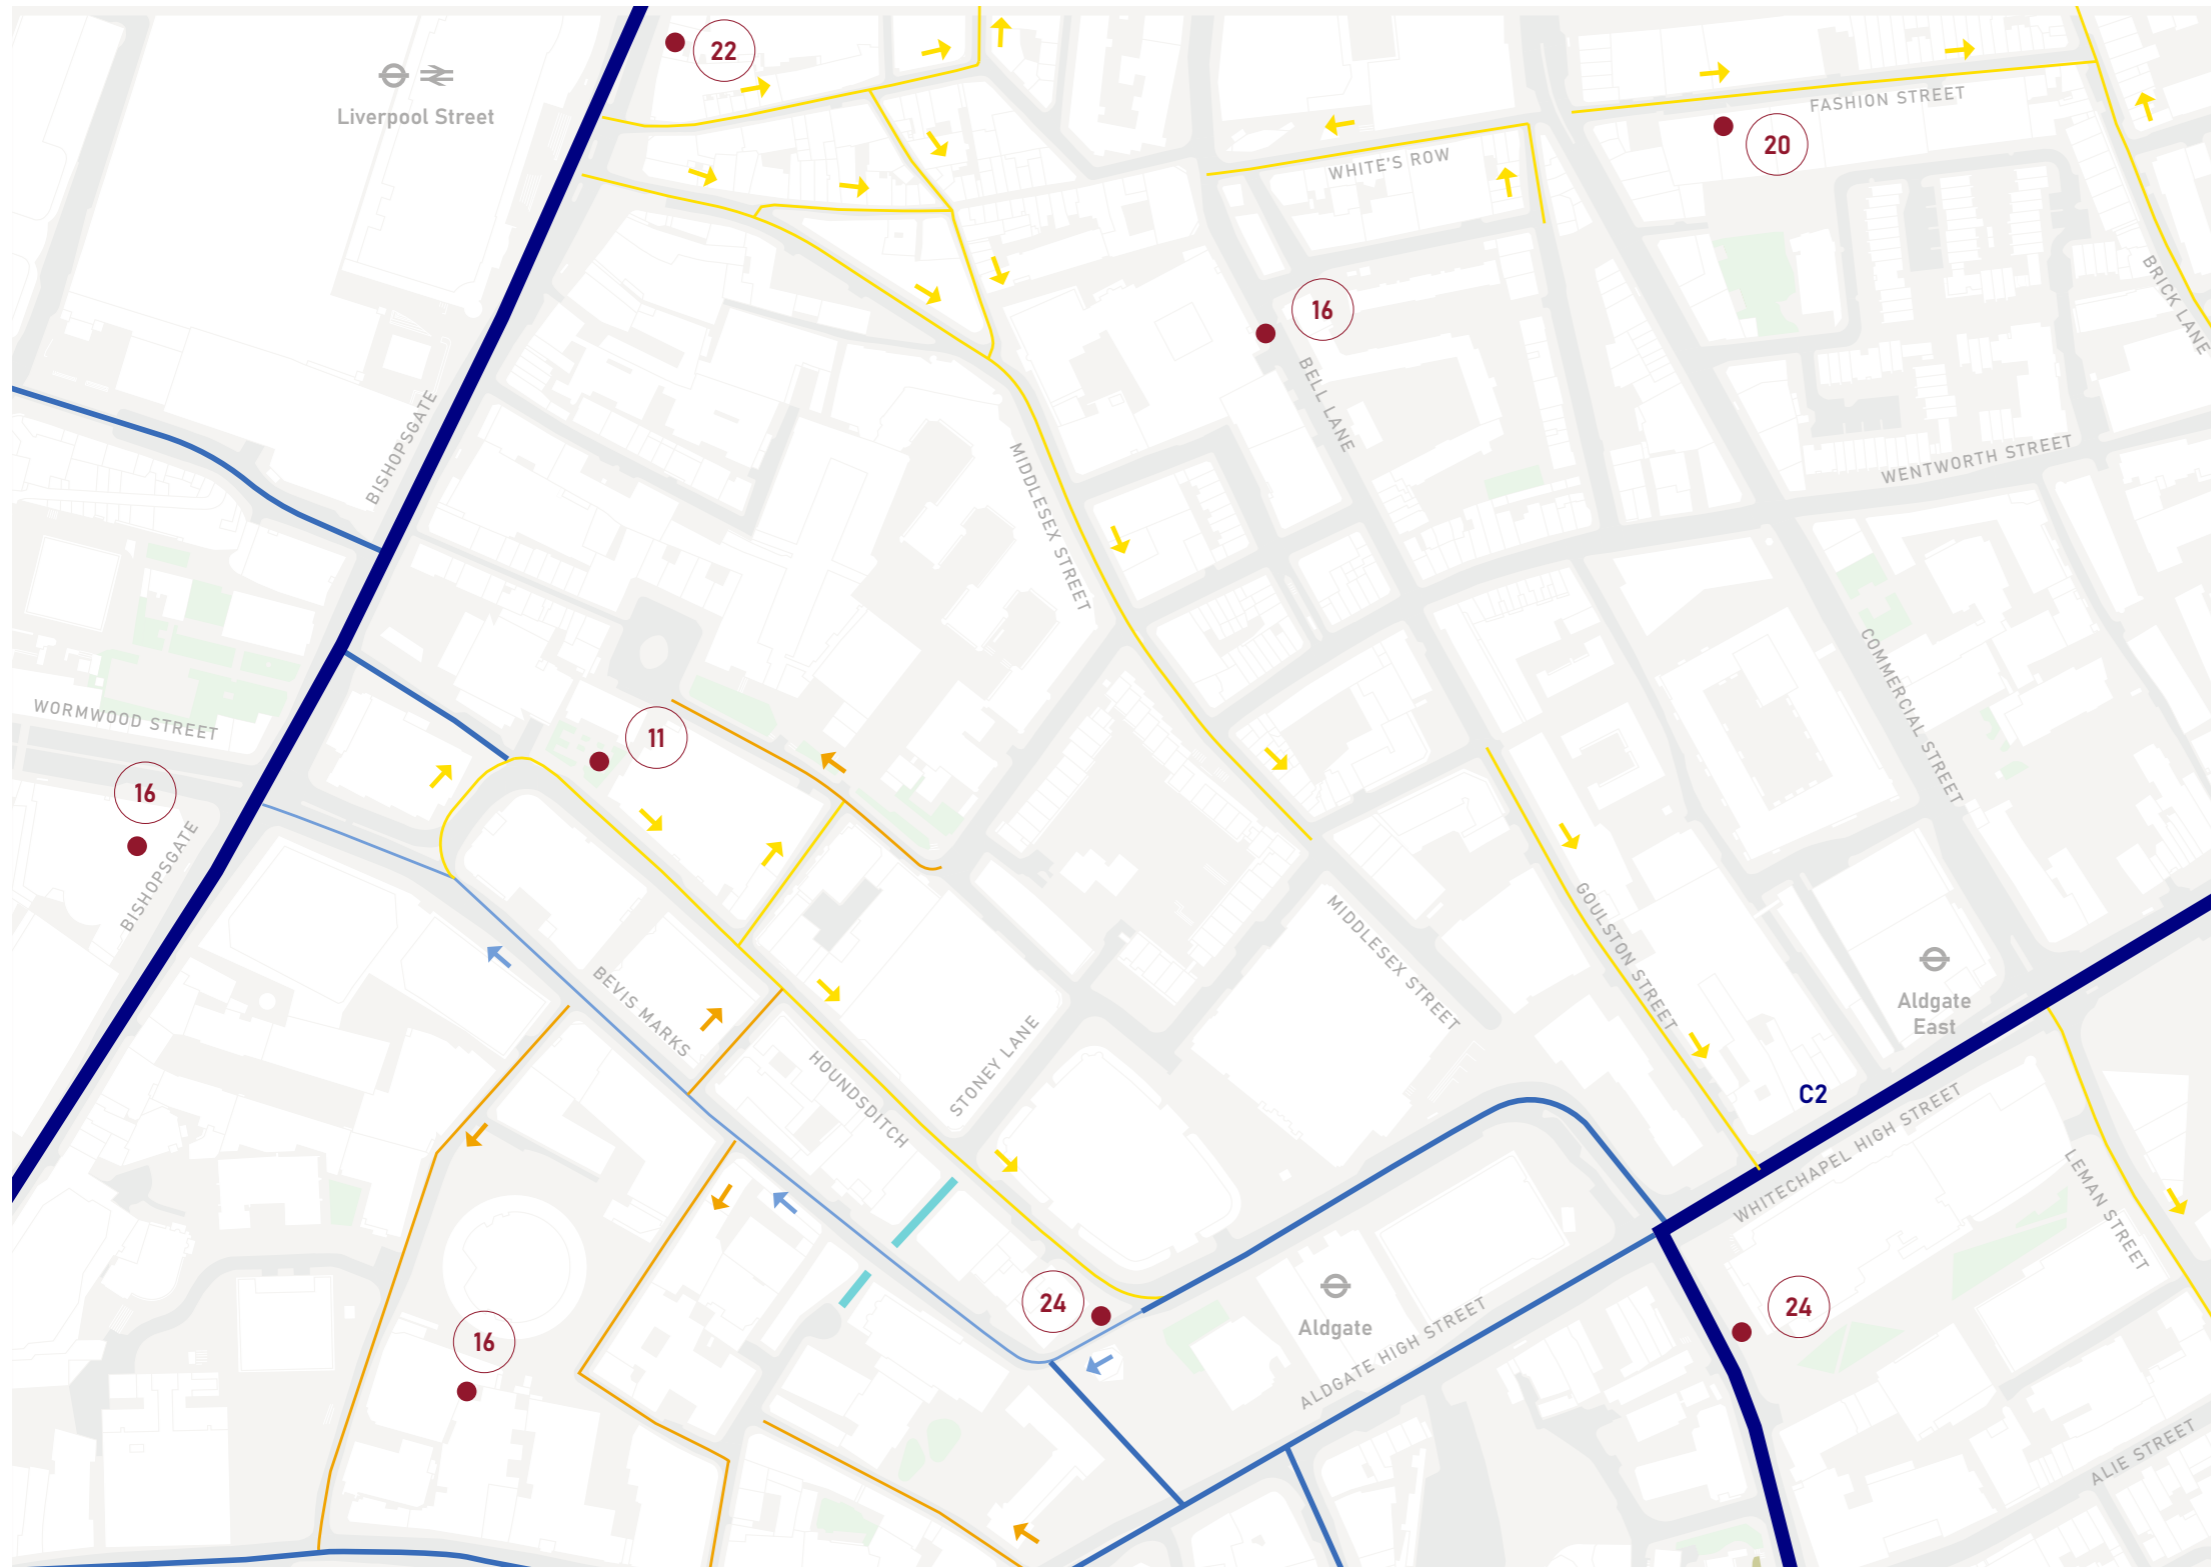 22
Liverpool Street
FASHION STREET
20
WHITE'S ROW
BRICK LANE
16
BELL LANE
BISHOPSGATE
MIDDLESEX STREET
WENTWORTH STREET
COMMERCIAL STREET
WORMWOOD STREET
11
16
BISHOPSGATE
GOULSTON STREET
MIDDLESEX STREET
BEVIS MARKS
Aldgate
East
STONEY LANE
HOUNDSDITCH
C2
WHITECHAPEL HIGH STREET
LEMAN STREET
24
24
Aldgate
ALDGATE HIGH STREET
16
ALIE STREET